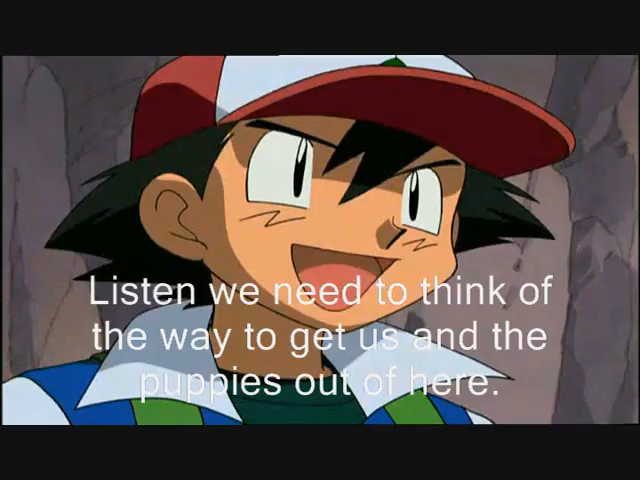 Listen we need to think of
the way to get us and the
puppies out of here.